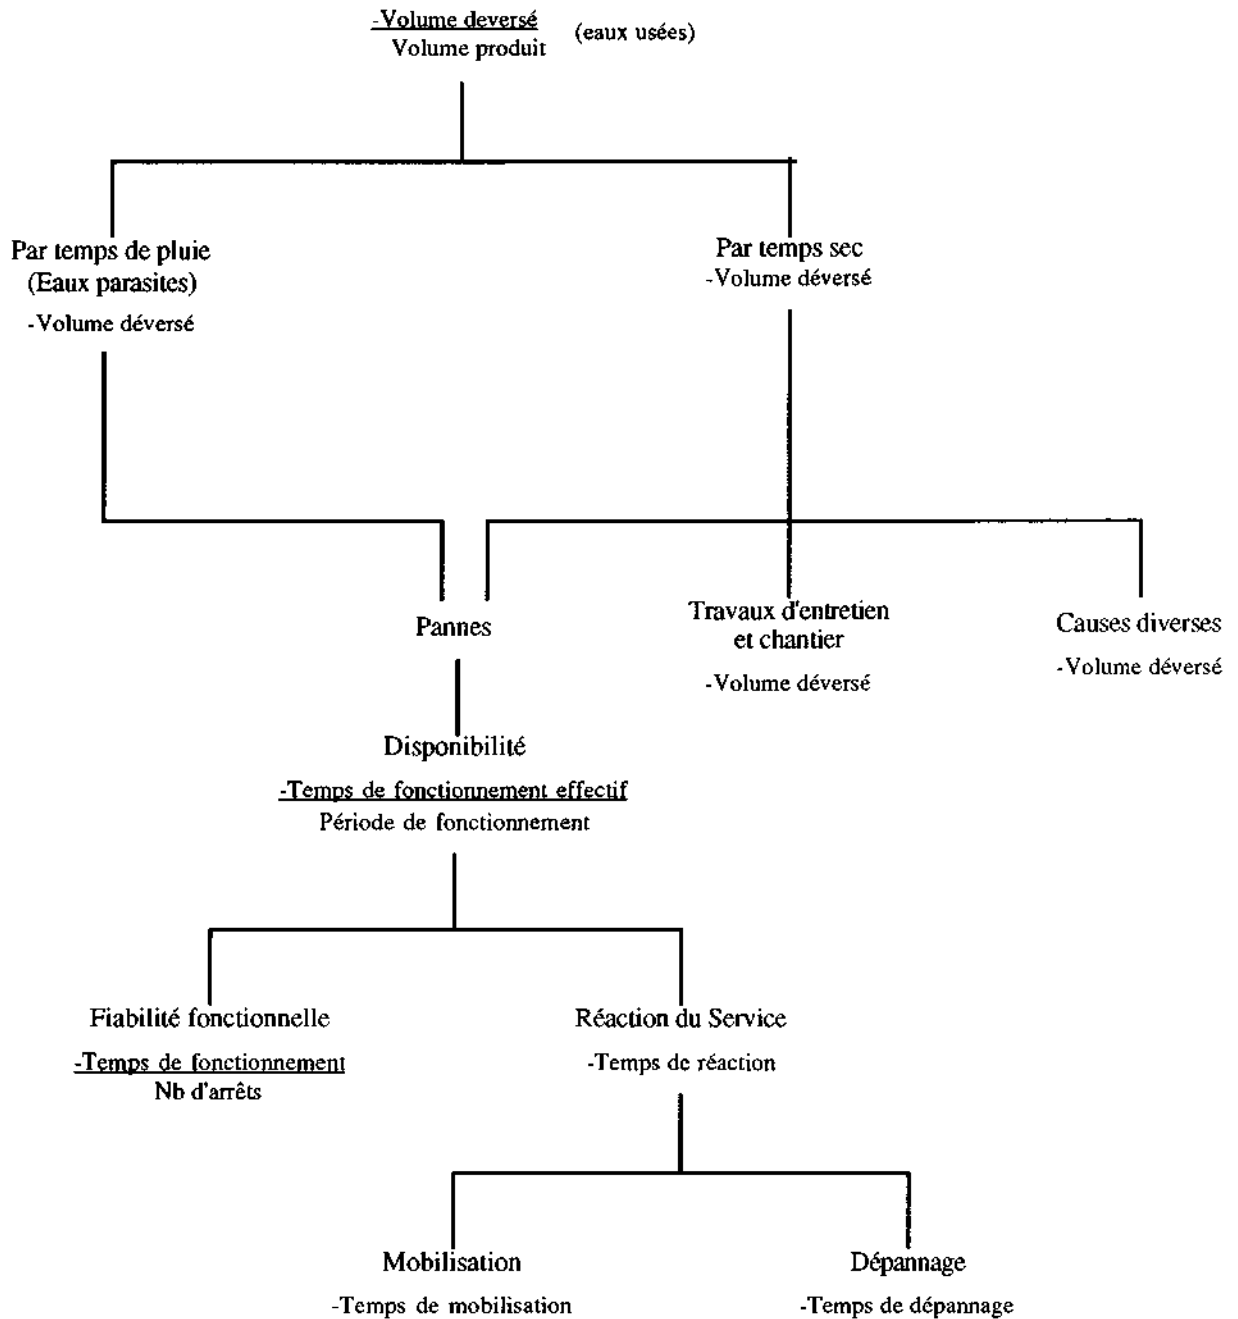 -Volume deversé
Volume produit
(eaux usées)
Par temps de pluie
(Eaux parasites)
-Volume déversé
Par temps sec
-Volume déversé
Pannes
Travaux d'entretien
et chantier
-Volume déversé
Causes diverses
-Volume déversé
Disponibilité
-Temps de fonctionnement effectif
Période de fonctionnement
Fiabilité fonctionnelle
-Temps de fonctionnement
Nb d'arrêts
Réaction du Service
-Temps de réaction
Mobilisation
-Temps de mobilisation
Dépannage
-Temps de dépannage